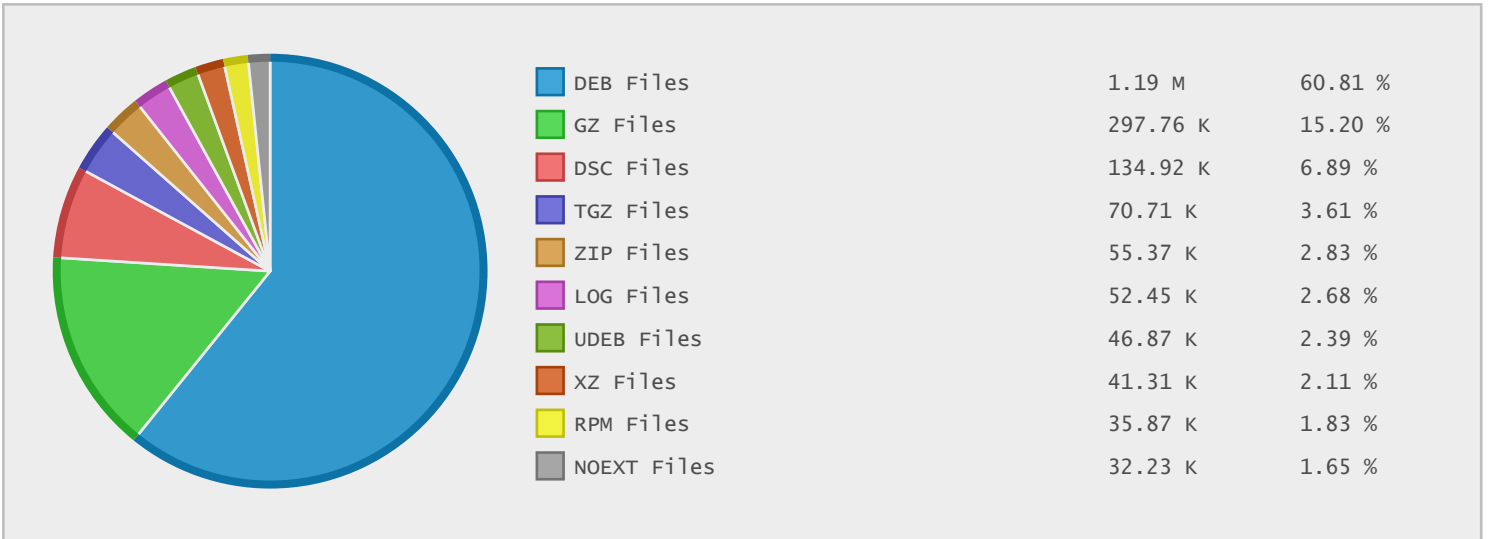 DEB Files 1.19 M 60.81 %
GZ Files 297.76 K 15.20 %
DSC Files 134.92 K 6.89 %
TGZ Files 70.71 K 3.61 %
ZIP Files 55.37 K 2.83 %
LOG Files 52.45 K 2.68 %
UDEB Files 46.87 K 2.39 %
XZ Files 41.31 K 2.11 %
RPM Files 35.87 K 1.83 %
NOEXT Files 32.23 K 1.65 %